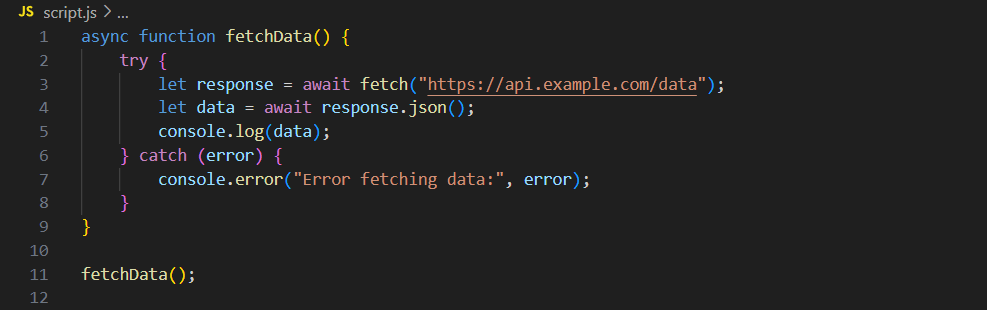 JS script.js > ...
1 async function fetchData() {
2 try {
3 let response = await fetch("https://api.example.com/data");
4 let data = await response.json();
5 console.log(data);
6 } catch (error) {
7 console.error("Error fetching data:", error);
8 }
9 }
10
11 fetchData();
12